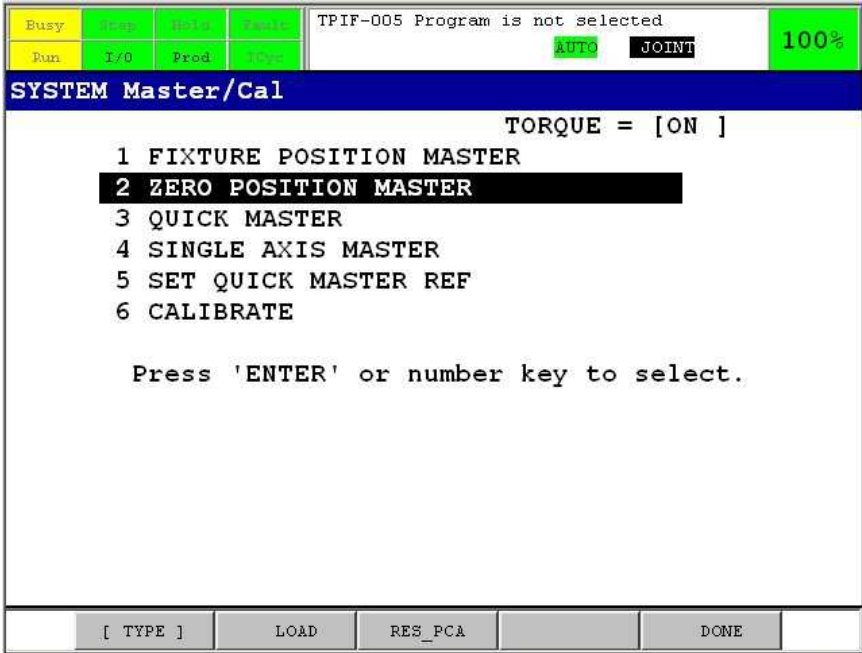 Busy Step Hold Fault TPIF-005 Program is not selected
Run I/O Prod TCyc AUTO JOINT 100%
SYSTEM Master/Cal
TORQUE = [ON ]
1 FIXTURE POSITION MASTER
2 ZERO POSITION MASTER
3 QUICK MASTER
4 SINGLE AXIS MASTER
5 SET QUICK MASTER REF
6 CALIBRATE
Press 'ENTER' or number key to select.
[ TYPE ] LOAD RES_PCA DONE